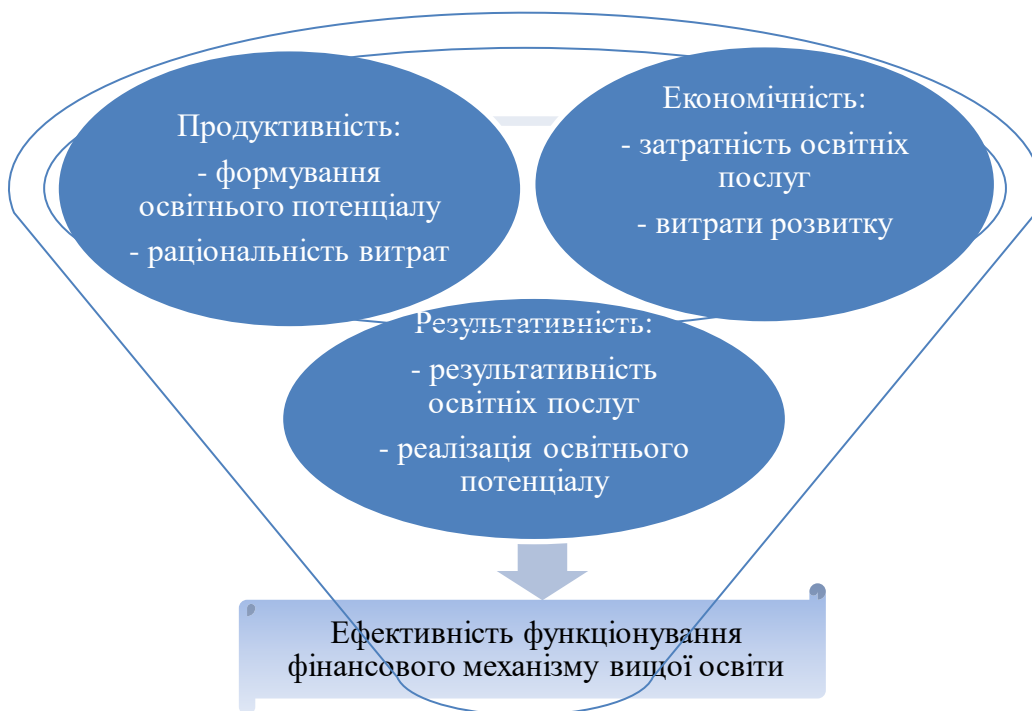 Продуктивність:
- формування
освітнього потенціалу
- раціональність витрат
Економічність:
- затратність освітніх
послуг
- витрати розвитку
Результативність:
- результативність
освітніх послуг
- реалізація освітнього
потенціалу
Ефективність функціонування
фінансового механізму вищої освіти